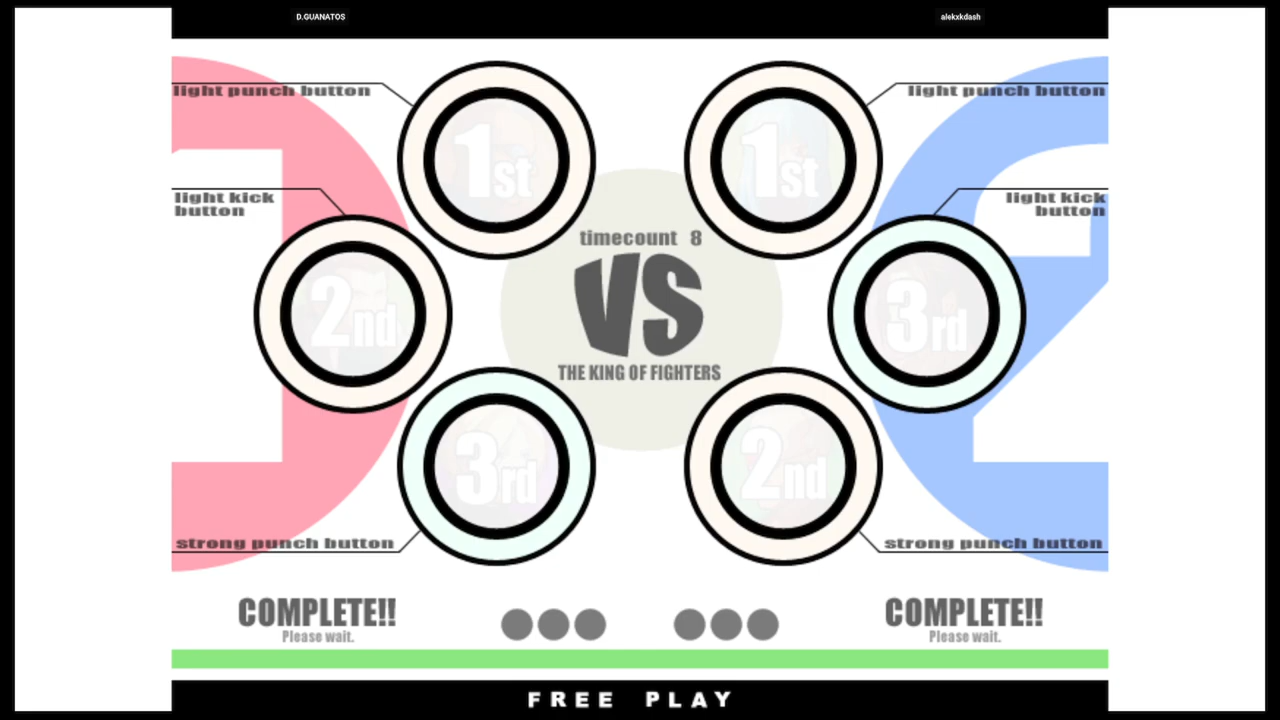 D.GUANATOS
alekxkdash
light punch button
light punch button
1st
1st
light kick
button
light kick
button
timecount 8
VS
2nd
3rd
THE KING OF FIGHTERS
3rd
2nd
strong punch button
strong punch button
COMPLETE!!
Please wait.
COMPLETE!!
Please wait.
FREE PLAY